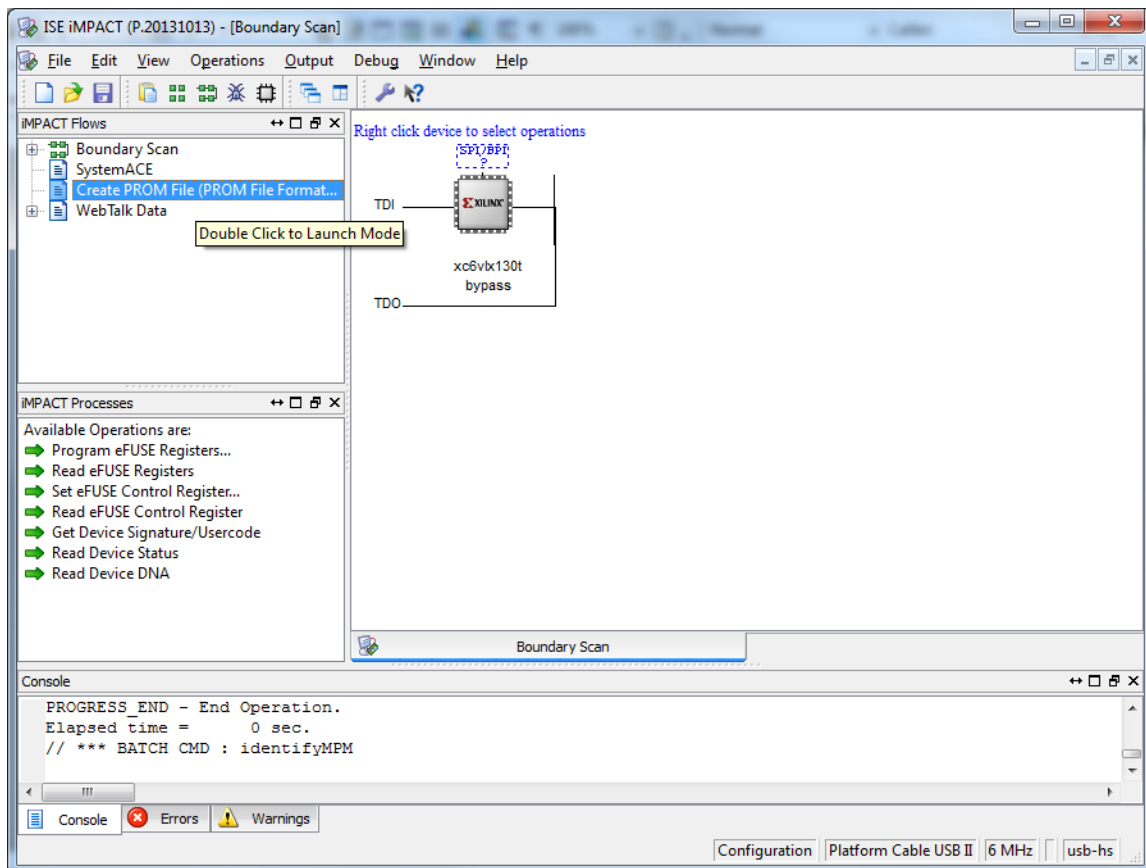 ISE iMPACT (P.20131013) - [Boundary Scan]
File Edit View Operations Output Debug Window Help
iMPACT Flows
Boundary Scan
SystemACE
Create PROM File (PROM File Format...
WebTalk Data
Double Click to Launch Mode
Right click device to select operations
SPI/BPI
?
TDI
XILINX
xc6vlx130t
bypass
TDO
iMPACT Processes
Available Operations are:
Program eFUSE Registers...
Read eFUSE Registers
Set eFUSE Control Register...
Read eFUSE Control Register
Get Device Signature/Usercode
Read Device Status
Read Device DNA
Boundary Scan
Console
PROGRESS_END - End Operation.
Elapsed time =      0 sec.
// *** BATCH CMD : identifyMPM
Console Errors Warnings
Configuration Platform Cable USB II 6 MHz usb-hs